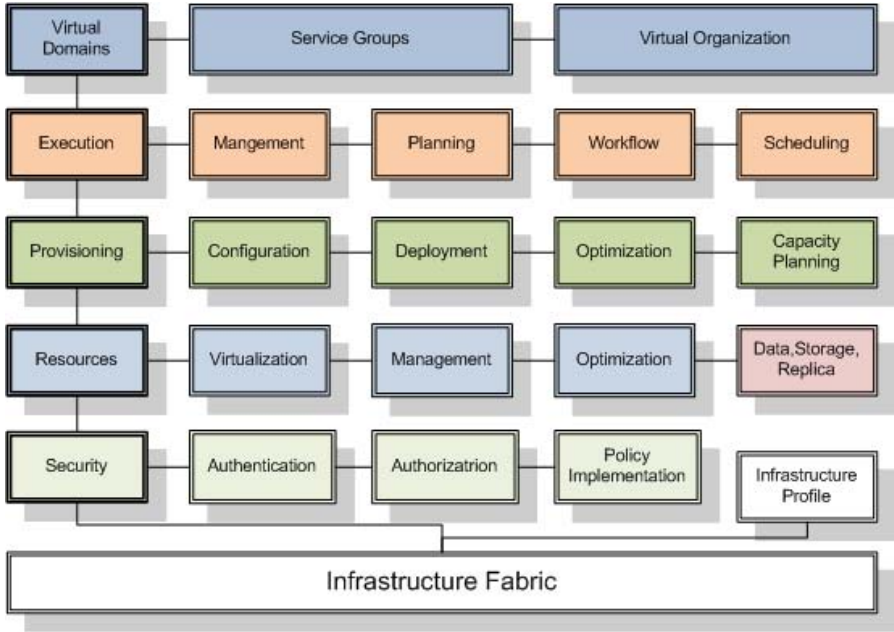 Virtual
Domains
Service Groups
Virtual Organization
Execution
Mangement
Planning
Workflow
Scheduling
Provisioning
Configuration
Deployment
Optimization
Capacity
Planning
Resources
Virtualization
Management
Optimization
Data,Storage,
Replica
Security
Authentication
Authorizatrion
Policy
Implementation
Infrastructure
Profile
Infrastructure Fabric